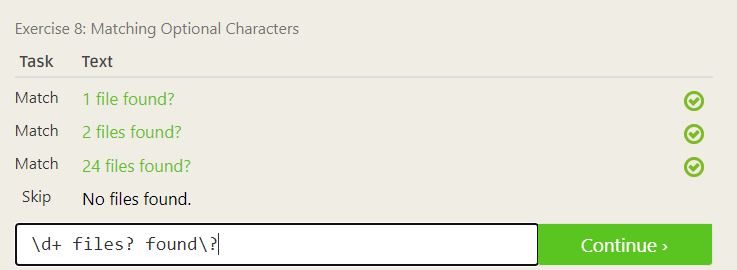 Exercise 8: Matching Optional Characters
Task Text
Match 1 file found?
Match 2 files found?
Match 24 files found?
Skip No files found.
\d+ files? found\? Continue ›